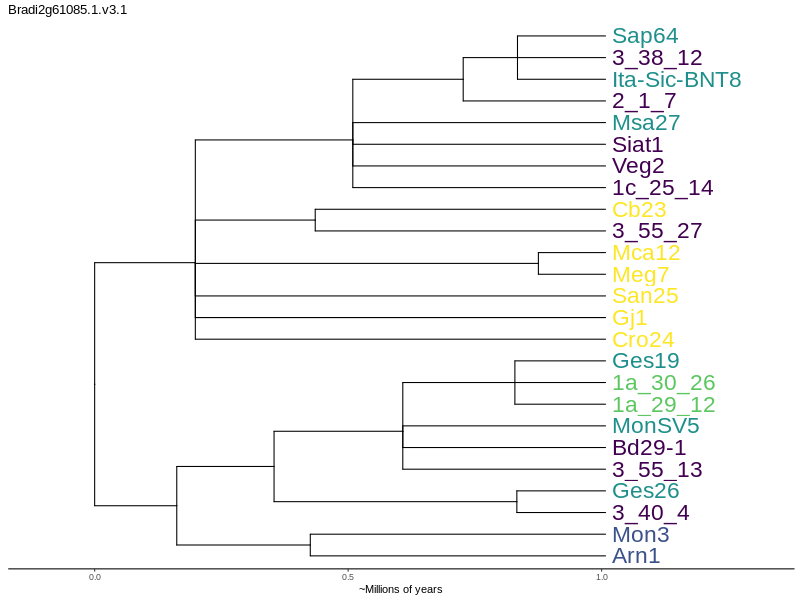 Bradi2g61085.1.v3.1
Sap64
3_38_12
Ita-Sic-BNT8
2_1_7
Msa27
Siat1
Veg2
1c_25_14
Cb23
3_55_27
Mca12
Meg7
San25
Gj1
Cro24
Ges19
1a_30_26
1a_29_12
MonSV5
Bd29-1
3_55_13
Ges26
3_40_4
Mon3
Arn1
0.0 0.5 1.0
~Millions of years